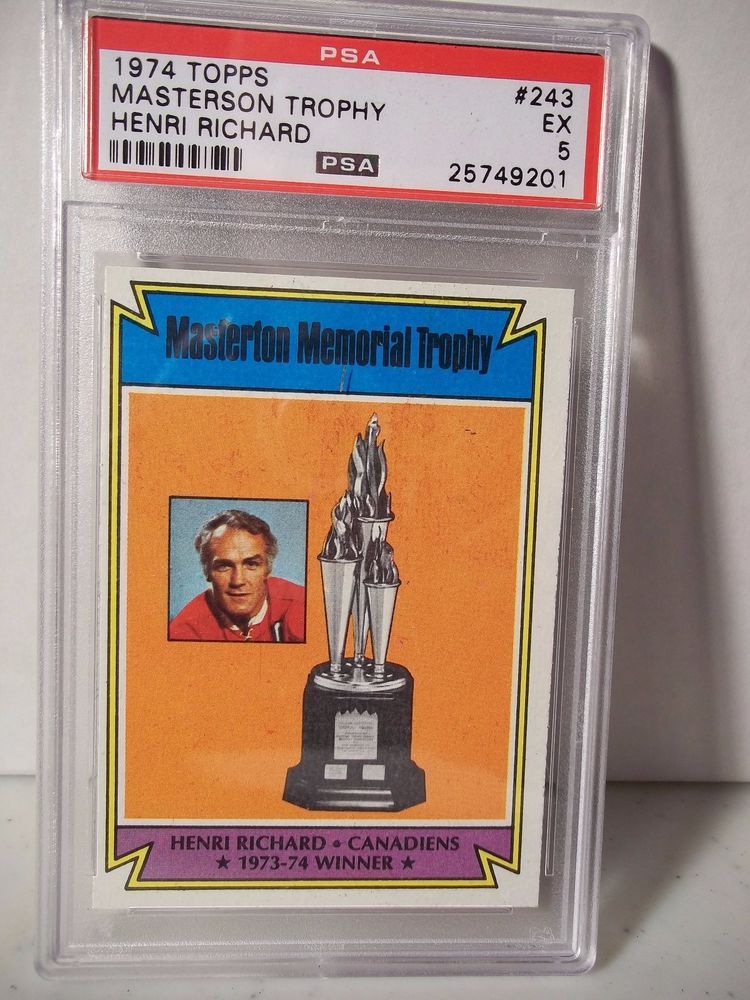 PSA
1974 TOPPS #243
MASTERSON TROPHY EX
HENRI RICHARD 5
PSA 25749201
Masterton Memorial Trophy
HENRI RICHARD • CANADIENS
★ 1973-74 WINNER ★